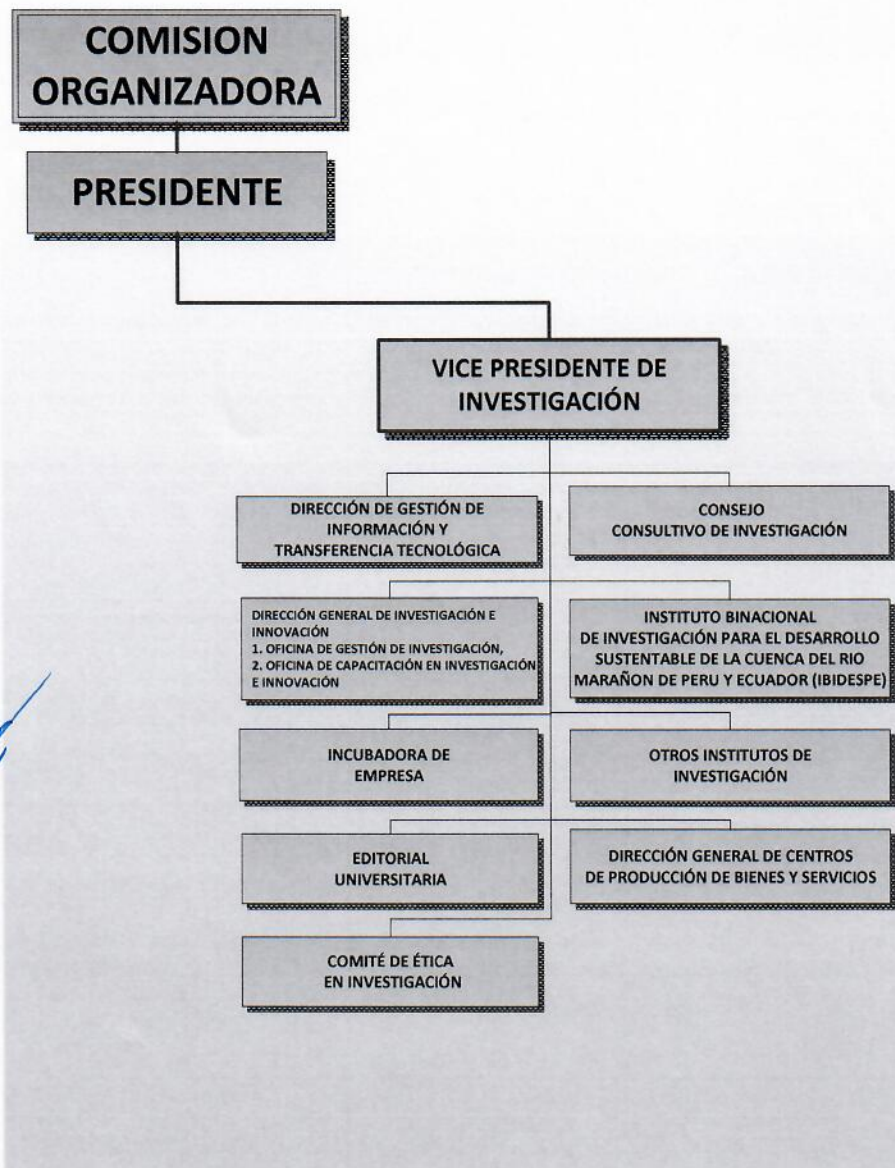 COMISION
ORGANIZADORA
PRESIDENTE
VICE PRESIDENTE DE
INVESTIGACIÓN
DIRECCIÓN DE GESTIÓN DE
INFORMACIÓN Y
TRANSFERENCIA TECNOLÓGICA
CONSEJO
CONSULTIVO DE INVESTIGACIÓN
DIRECCIÓN GENERAL DE INVESTIGACIÓN E
INNOVACIÓN
1. OFICINA DE GESTIÓN DE INVESTIGACIÓN,
2. OFICINA DE CAPACITACIÓN EN INVESTIGACIÓN
E INNOVACIÓN
INSTITUTO BINACIONAL
DE INVESTIGACIÓN PARA EL DESARROLLO
SUSTENTABLE DE LA CUENCA DEL RIO
MARAÑON DE PERU Y ECUADOR (IBIDESPE)
INCUBADORA DE
EMPRESA
OTROS INSTITUTOS DE
INVESTIGACIÓN
EDITORIAL
UNIVERSITARIA
DIRECCIÓN GENERAL DE CENTROS
DE PRODUCCIÓN DE BIENES Y SERVICIOS
COMITÉ DE ÉTICA
EN INVESTIGACIÓN